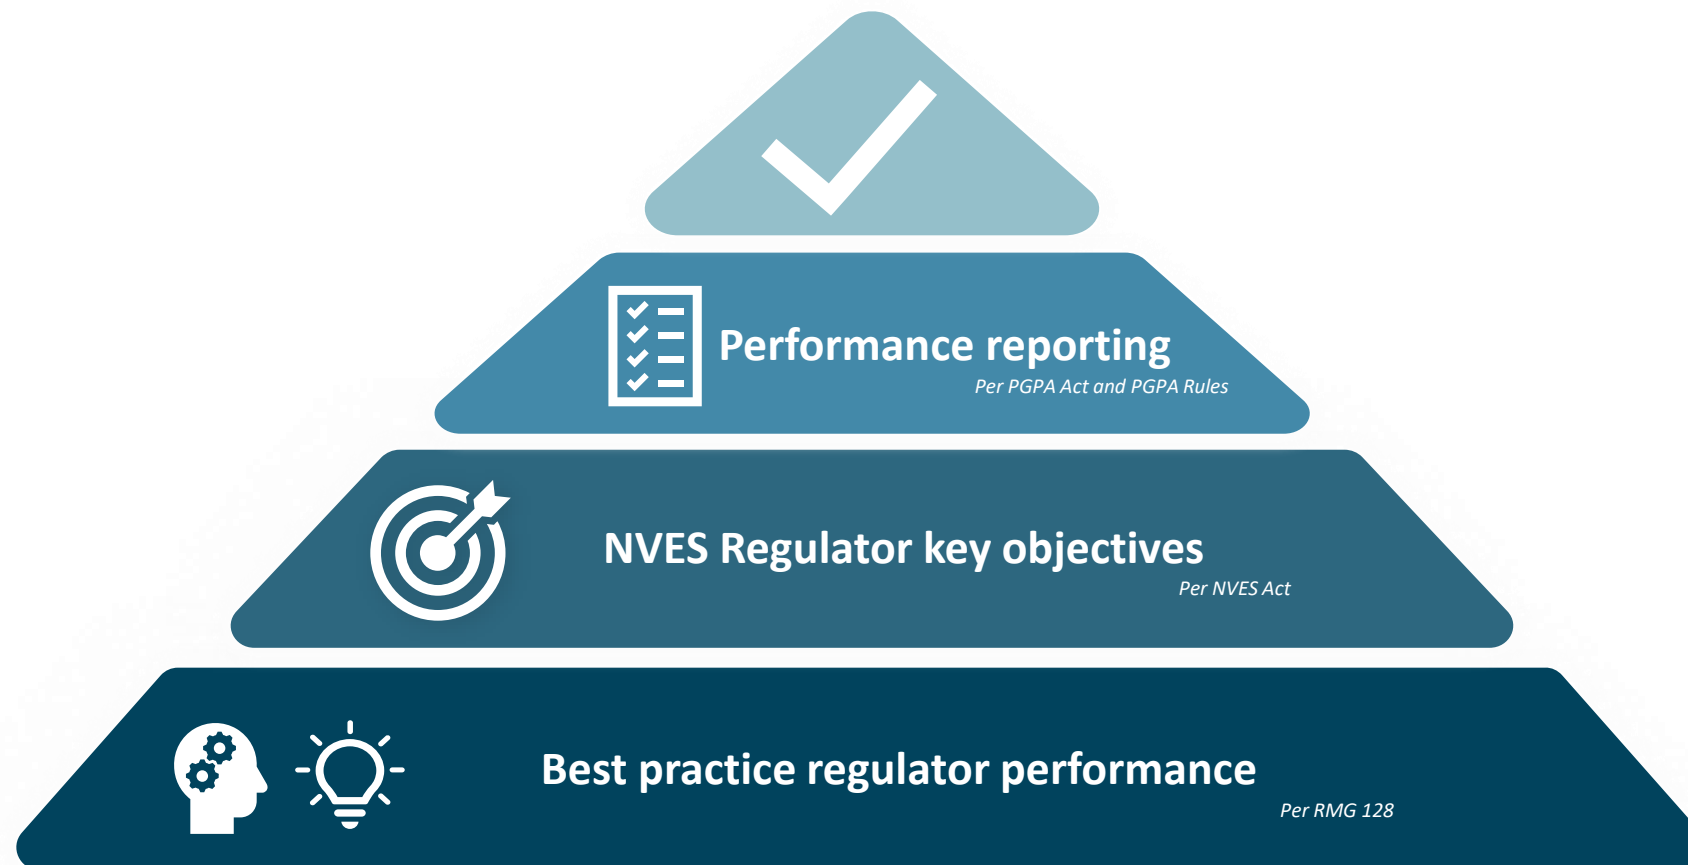 Performance reporting
Per PGPA Act and PGPA Rules
NVES Regulator key objectives
Per NVES Act
Best practice regulator performance
Per RMG 128